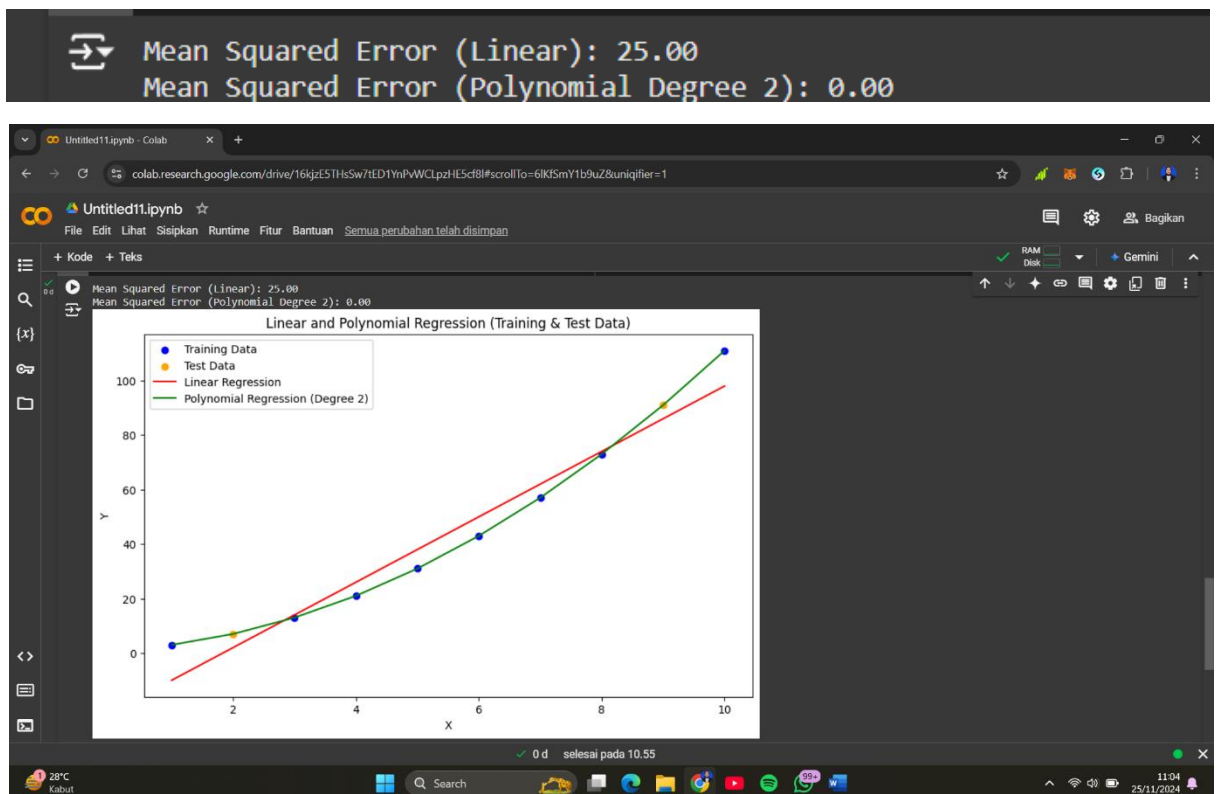 Mean Squared Error (Linear): 25.00
Mean Squared Error (Polynomial Degree 2): 0.00
Untitled11.ipynb - Colab
colab.research.google.com/drive/16kjzE5THsSw7tED1YnPvWCLpzHE5cf8l#scrollTo=6lKfSmY1b9uZ&uniqifier=1
CO Untitled11.ipynb
File Edit Lihat Sisipkan Runtime Fitur Bantuan Semua perubahan telah disimpan
Bagikan
+ Kode + Teks
RAM
Disk
Gemini
0 d
Mean Squared Error (Linear): 25.00
Mean Squared Error (Polynomial Degree 2): 0.00
{x}
Linear and Polynomial Regression (Training & Test Data)
Training Data
Test Data
Linear Regression
Polynomial Regression (Degree 2)
100
80
60
40
20
0
Y
2 4 6 8 10
X
0 d selesai pada 10.55
1
28°C
Kabut
Search
99+
11:04
25/11/2024